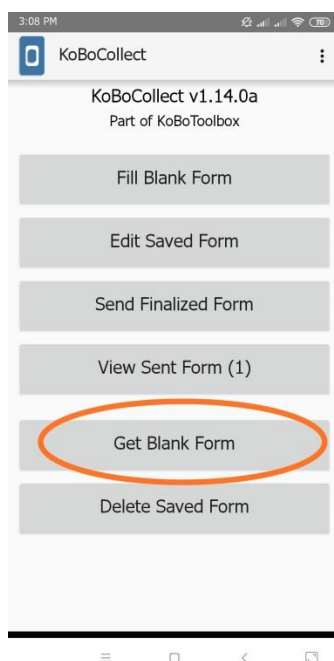 3:08 PM
70
KoBoCollect
KoBoCollect v1.14.0a
Part of KoBoToolbox
Fill Blank Form
Edit Saved Form
Send Finalized Form
View Sent Form (1)
Get Blank Form
Delete Saved Form